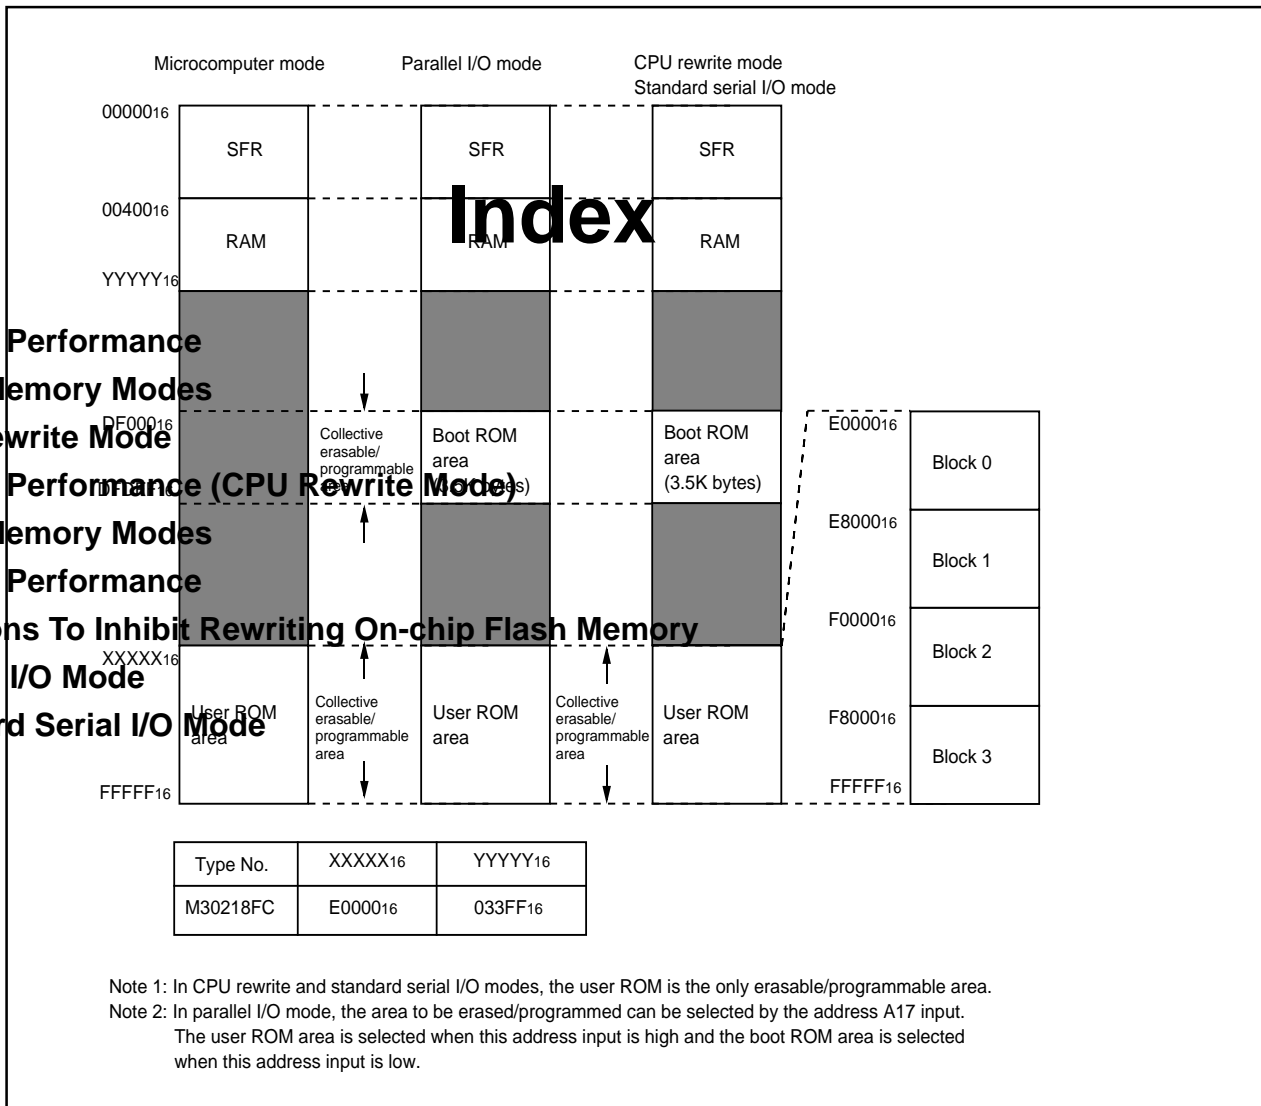 Microcomputer mode
Parallel I/O mode
CPU rewrite mode
Standard serial I/O mode
0000016
SFR
SFR
SFR
0040016
Index
RAM
RAM
RAM
YYYYY16
Performance
Memory Modes
DF00016
ewrite Mode
Collective
erasable/
programmable
area
Boot ROM
area
(3.5K bytes)
Boot ROM
area
(3.5K bytes)
E000016
Block 0
Performance (CPU Rewrite Mode)
E800016
Memory Modes
Block 1
Performance
F000016
ons To Inhibit Rewriting On-chip Flash Memory
Block 2
XXXXX16
I/O Mode
User ROM
area
Collective
erasable/
programmable
area
User ROM
area
Collective
erasable/
programmable
area
User ROM
area
F800016
rd Serial I/O Mode
Block 3
FFFFF16
FFFFF16
Type No.
XXXXX16
YYYYY16
M30218FC
E000016
033FF16
Note 1: In CPU rewrite and standard serial I/O modes, the user ROM is the only erasable/programmable area.
Note 2: In parallel I/O mode, the area to be erased/programmed can be selected by the address A17 input.
The user ROM area is selected when this address input is high and the boot ROM area is selected
when this address input is low.